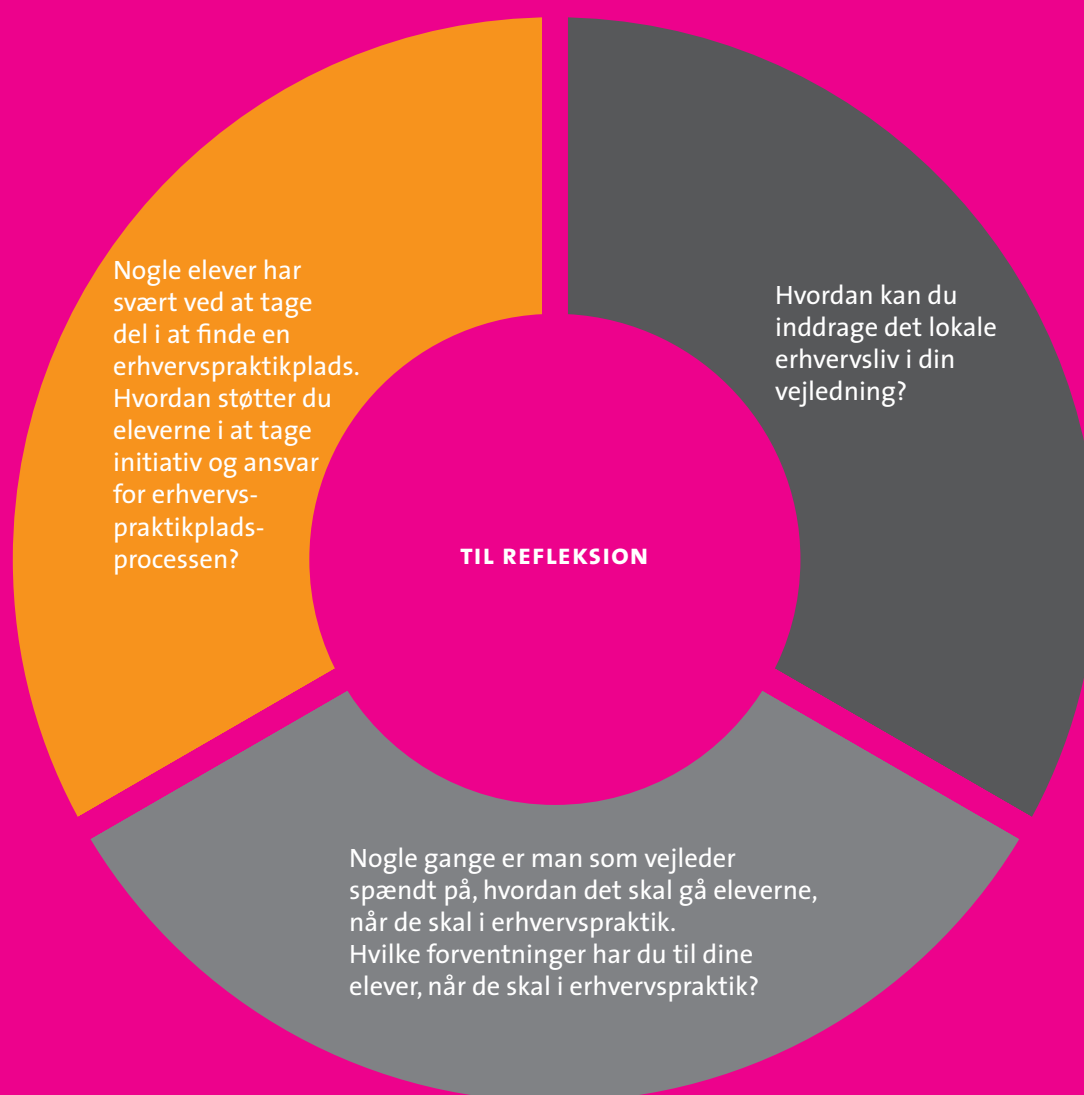 Nogle elever har
svært ved at tage
del i at finde en
erhvervspraktikplads.
Hvordan støtter du
eleverne i at tage
initiativ og ansvar
for erhvervs-
praktikplads-
processen?
Hvordan kan du
inddrage det lokale
erhvervsliv i din
vejledning?
TIL REFLEKSION
Nogle gange er man som vejleder
spændt på, hvordan det skal gå eleverne,
når de skal i erhvervspraktik.
Hvilke forventninger har du til dine
elever, når de skal i erhvervspraktik?